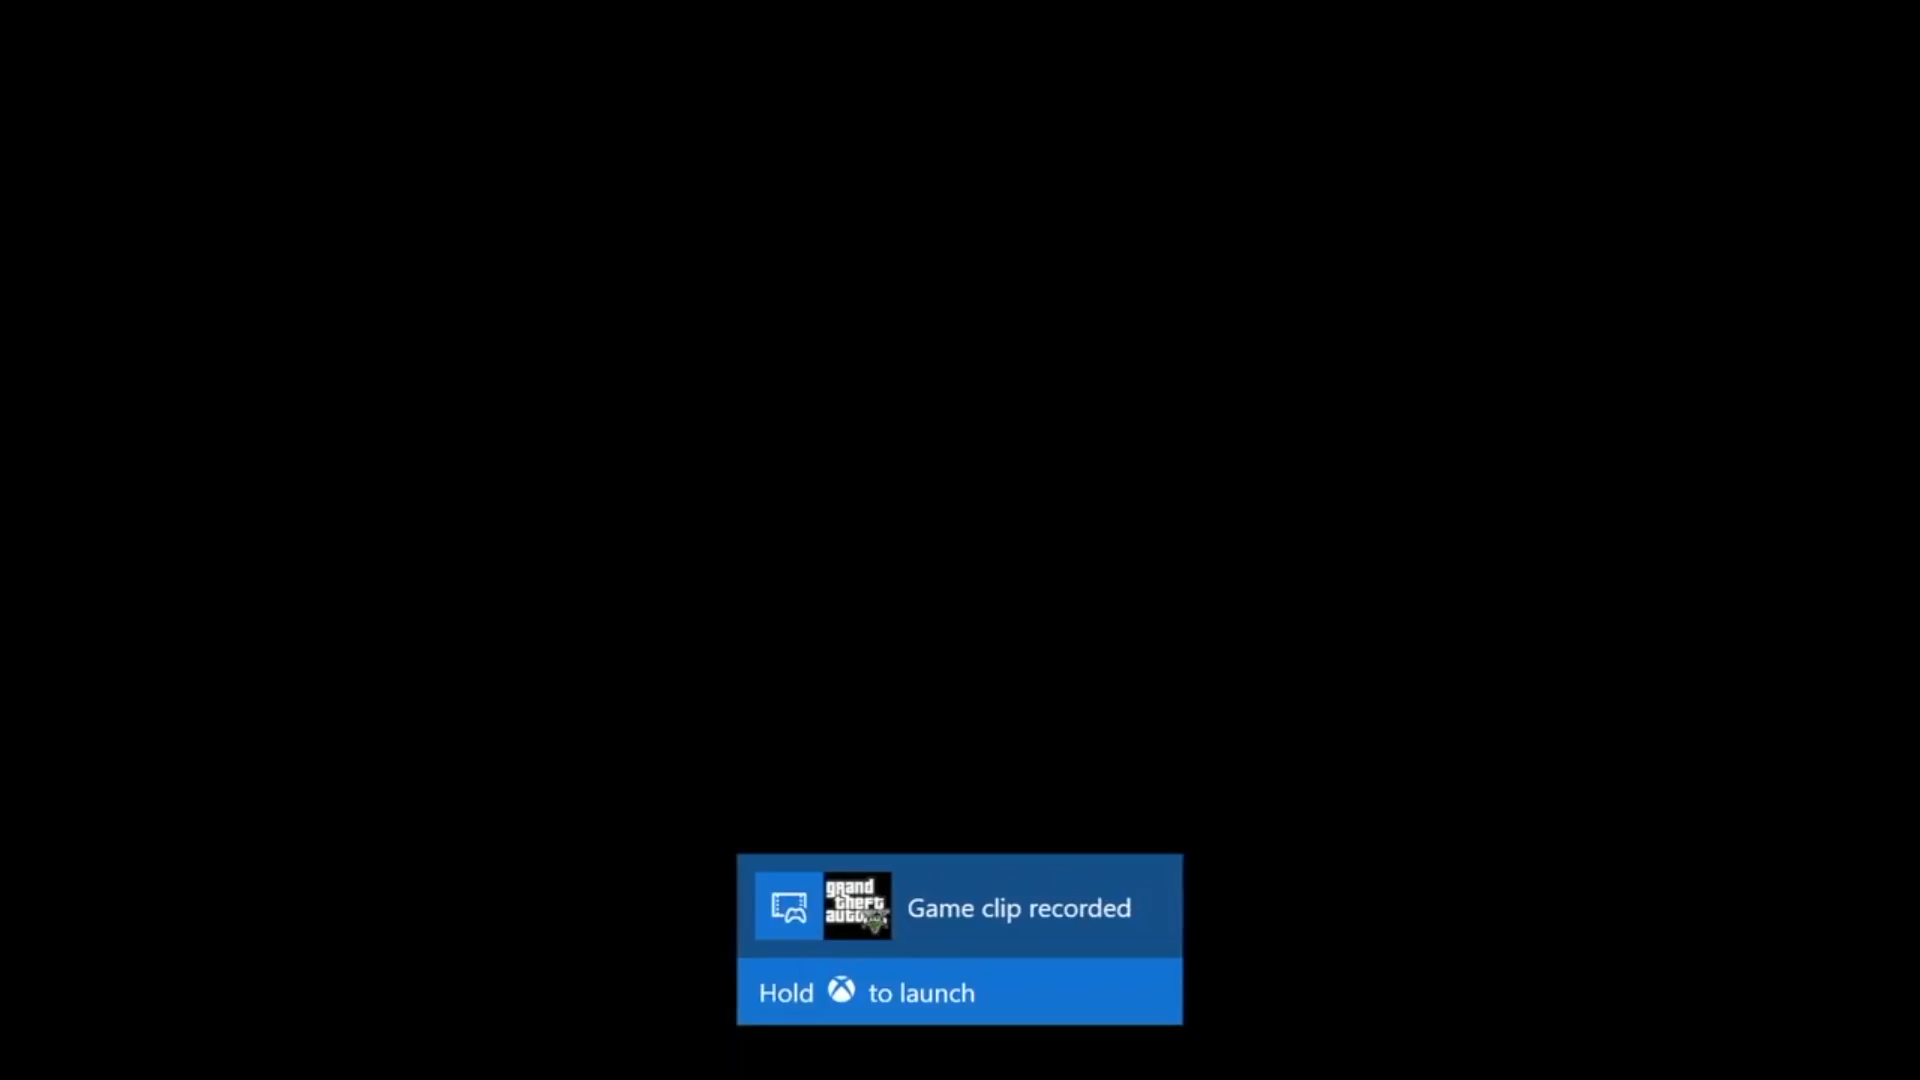 grand
theft
auto
Game clip recorded
Hold to launch